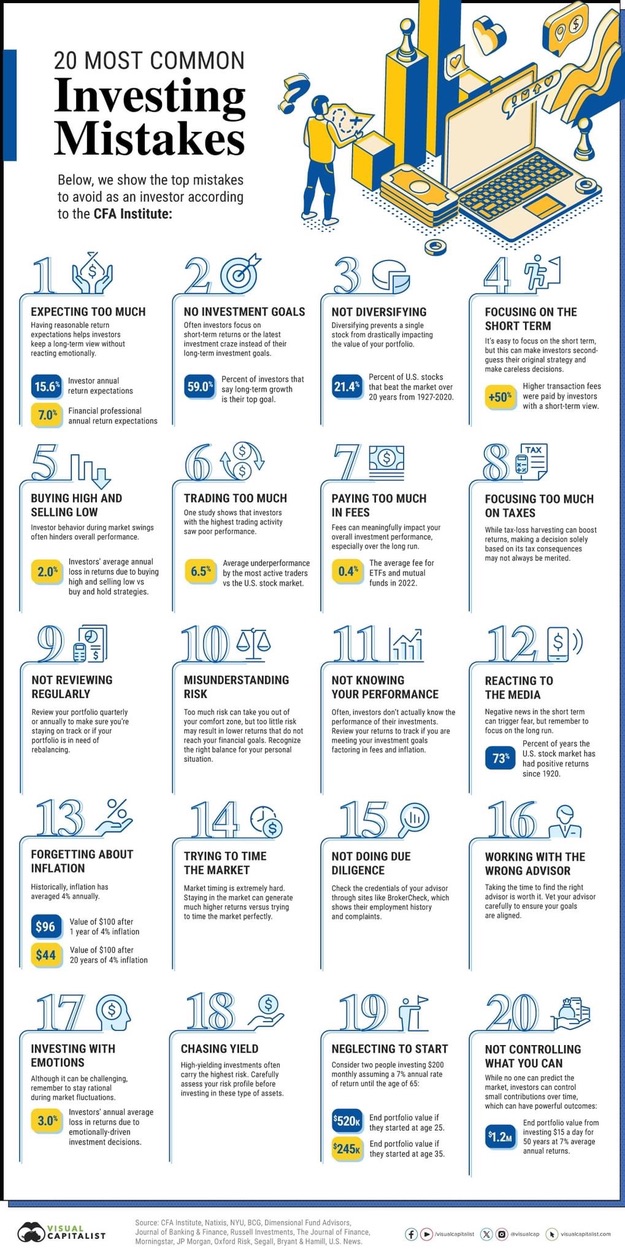 20 MOST COMMON
Investing
Mistakes
Below, we show the top mistakes
to avoid as an investor according
to the CFA Institute:
1
EXPECTING TOO MUCH
Having reasonable return
expectations helps investors
keep a long-term view without
reacting emotionally.
15.6%
Investor annual
return expectations
7.0%
Financial professional
annual return expectations
2
NO INVESTMENT GOALS
Often investors focus on
short-term returns or the latest
investment craze instead of their
long-term investment goals.
59.0%
Percent of investors that
say long-term growth
is their top goal.
3
NOT DIVERSIFYING
Diversifying prevents a single
stock from drastically impacting
the value of your portfolio.
21.4%
Percent of U.S. stocks
that beat the market over
20 years from 1927-2020.
4
FOCUSING ON THE
SHORT TERM
It's easy to focus on the short term,
but this can make investors second-
guess their original strategy and
make careless decisions.
+50%
Higher transaction fees
were paid by investors
with a short-term view.
5
BUYING HIGH AND
SELLING LOW
Investor behavior during market swings
often hinders overall performance.
2.0%
Investors' average annual
loss in returns due to buying
high and selling low vs
buy and hold strategies.
6
TRADING TOO MUCH
One study shows that investors
with the highest trading activity
saw poor performance.
6.5%
Average underperformance
by the most active traders
vs the U.S. stock market.
7
PAYING TOO MUCH
IN FEES
Fees can meaningfully impact your
overall investment performance,
especially over the long run.
0.4%
The average fee for
ETFs and mutual
funds in 2022.
8
TAX
FOCUSING TOO MUCH
ON TAXES
While tax-loss harvesting can boost
returns, making a decision solely
based on its tax consequences
may not always be merited.
9
NOT REVIEWING
REGULARLY
Review your portfolio quarterly
or annually to make sure you're
staying on track or if your
portfolio is in need of
rebalancing.
10
MISUNDERSTANDING
RISK
Too much risk can take you out of
your comfort zone, but too little risk
may result in lower returns that do not
reach your financial goals. Recognize
the right balance for your personal
situation.
11
NOT KNOWING
YOUR PERFORMANCE
Often, investors don't actually know the
performance of their investments.
Review your returns to track if you are
meeting your investment goals
factoring in fees and inflation.
12
REACTING TO
THE MEDIA
Negative news in the short term
can trigger fear, but remember to
focus on the long run.
73%
Percent of years the
U.S. stock market has
had positive returns
since 1920.
13
FORGETTING ABOUT
INFLATION
Historically, inflation has
averaged 4% annually.
$96
Value of $100 after
1 year of 4% inflation
$44
Value of $100 after
20 years of 4% inflation
14
TRYING TO TIME
THE MARKET
Market timing is extremely hard.
Staying in the market can generate
much higher returns versus trying
to time the market perfectly.
15
NOT DOING DUE
DILIGENCE
Check the credentials of your advisor
through sites like BrokerCheck, which
shows their employment history
and complaints.
16
WORKING WITH THE
WRONG ADVISOR
Taking the time to find the right
advisor is worth it. Vet your advisor
carefully to ensure your goals
are aligned.
17
INVESTING WITH
EMOTIONS
Although it can be challenging,
remember to stay rational
during market fluctuations.
3.0%
Investors' annual average
loss in returns due to
emotionally-driven
investment decisions.
18
CHASING YIELD
High-yielding investments often
carry the highest risk. Carefully
assess your risk profile before
investing in these type of assets.
19
NEGLECTING TO START
Consider two people investing $200
monthly assuming a 7% annual rate
of return until the age of 65:
$520K
End portfolio value if
they started at age 25.
$245K
End portfolio value if
they started at age 35.
20
NOT CONTROLLING
WHAT YOU CAN
While no one can predict the
market, investors can control
small contributions over time,
which can have powerful outcomes:
$1.2M
End portfolio value from
investing $15 a day for
50 years at 7% average
annual returns.
VISUAL
CAPITALIST
Source: CFA Institute, Natixis, NYU, BCG, Dimensional Fund Advisors,
Journal of Banking & Finance, Russell Investments, The Journal of Finance,
Morningstar, JP Morgan, Oxford Risk, Segall, Bryant & Hamill, U.S. News.
/visualcapitalist
@visualcap
visualcapitalist.com